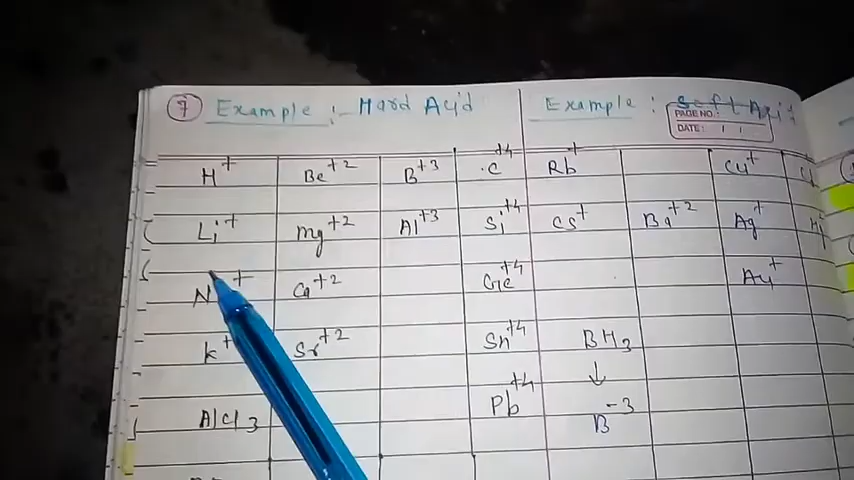 7 Example :- Hard Acid Example : Soft Acid
PAGE NO.:
DATE:
H+ Be+2 B+3 C+4 Rb+ Cu+
Li+ Mg+2 Al+3 Si+4 Cs+ Ba+2 Ag+
N + Ca+2 Ge+4 Au+
K+ Sr+2 Sn+4 BH3
AlCl3 Pb+4 ↓
B-3